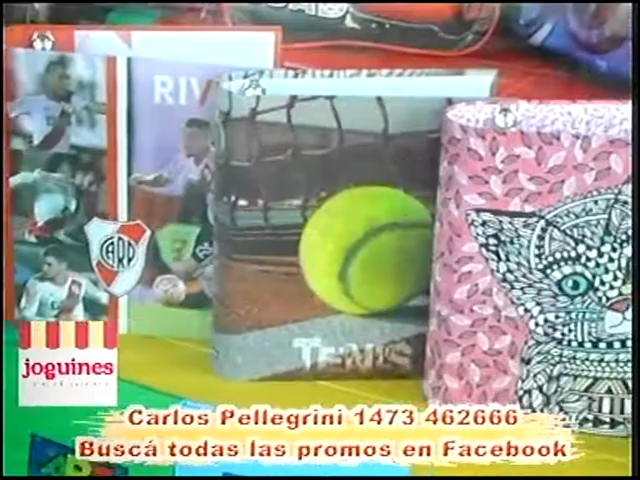 RIV
CARP
TENIS
joguines
Carlos Pellegrini 1473 462666
Buscá todas las promos en Facebook